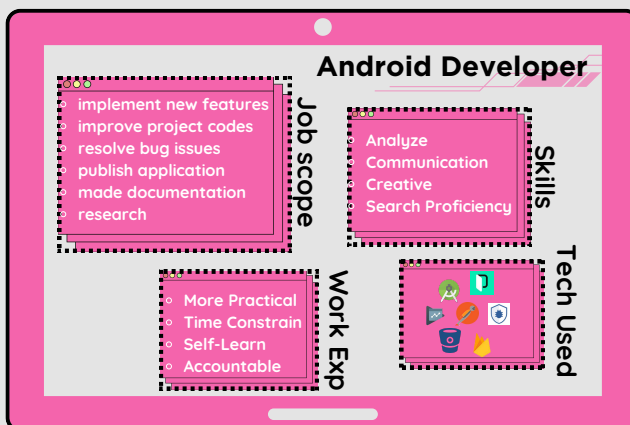 Android Developer
Job scope
implement new features
improve project codes
resolve bug issues
publish application
made documentation
research
Skills
Analyze
Communication
Creative
Search Proficiency
Work Exp
More Practical
Time Constrain
Self-Learn
Accountable
Tech Used